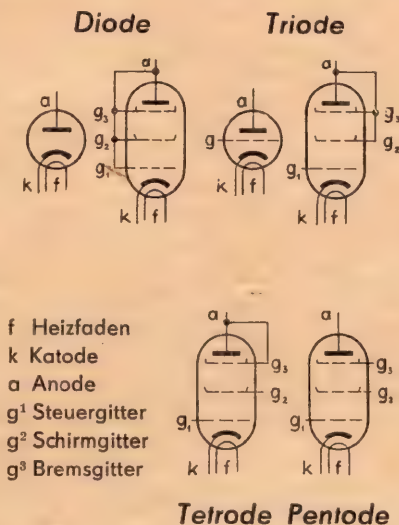 Diode Triode
a a a a
g₃ g₃
g₂ g g₂
g₁ g₁
k f k f k f k f
f Heizfaden
k Katode
a Anode
g¹ Steuergitter
g² Schirmgitter
g³ Bremsgitter
a a
g₃ g₃
g₂ g₂
g₁ g₁
k f k f
Tetrode Pentode